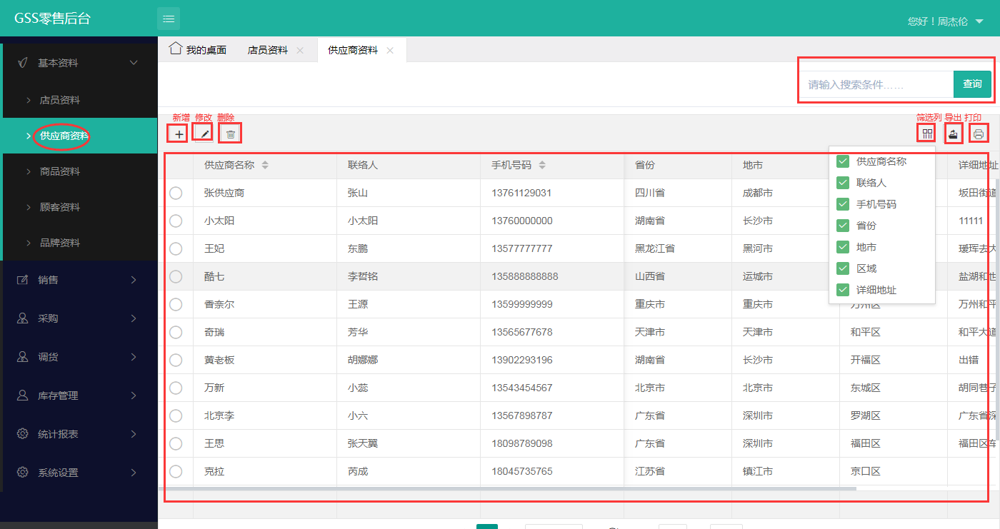 GSS零售后台
您好！周杰伦
基本资料
店员资料
供应商资料
商品资料
顾客资料
品牌资料
销售
采购
调货
库存管理
统计报表
系统设置
我的桌面 店员资料 供应商资料
请输入搜索条件...... 查询
新增 修改 删除 筛选列 导出 打印
供应商名称 联络人 手机号码 省份 地市 详细地址
张供应商 张山 13761129031 四川省 成都市 坂田街道
小太阳 小太阳 13760000000 湖南省 长沙市 11111
王妃 东鹏 13577777777 黑龙江省 黑河市 瑷珲去大
酷七 李哲铭 135888888888 山西省 运城市 盐湖和世
香奈尔 王源 13599999999 重庆市 重庆市 万州区 万州和平
奇瑞 芳华 13565677678 天津市 天津市 和平区 和平大道
黄老板 胡娜娜 13902293196 湖南省 长沙市 开福区 出错
万新 小蕊 13543454567 北京市 北京市 东城区 胡同巷子
北京李 小六 13567898787 广东省 深圳市 罗湖区 广东省深
王思 张天翼 18098789098 广东省 深圳市 福田区 福田区车
克拉 芮成 18045735765 江苏省 镇江市 京口区
供应商名称
联络人
手机号码
省份
地市
区域
详细地址